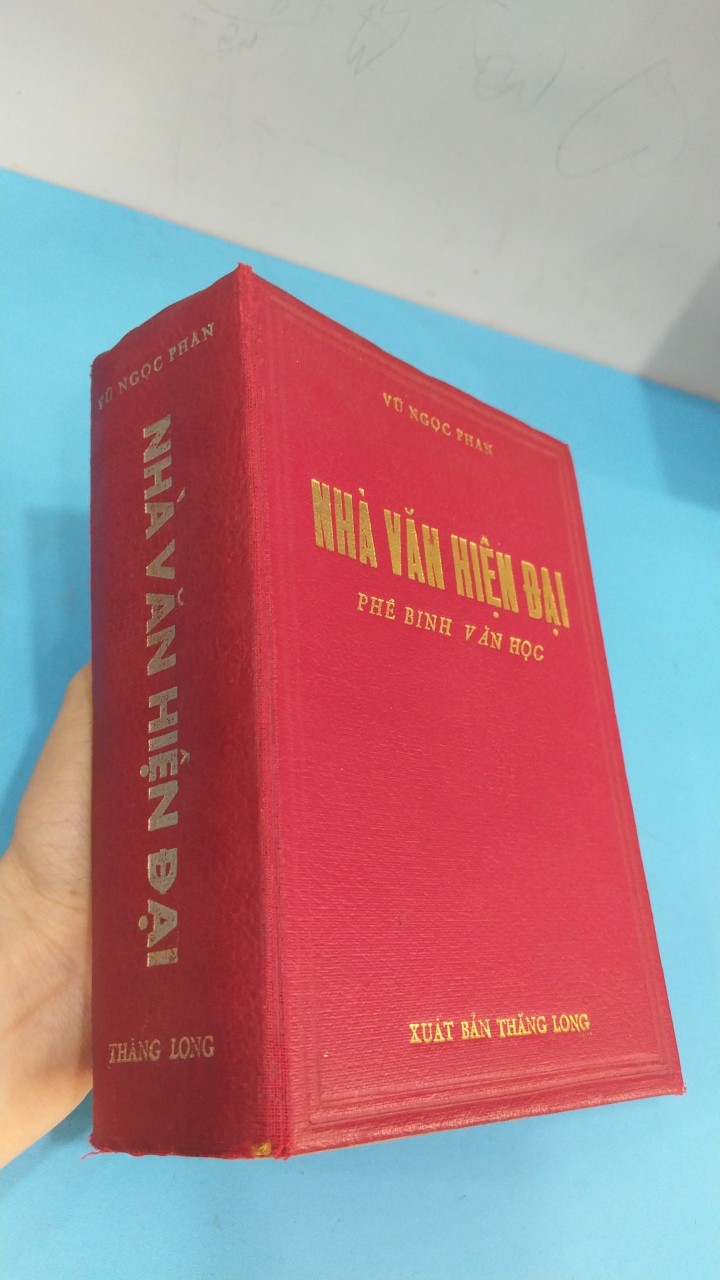 VŨ NGỌC PHAN
NHÀ VĂN HIỆN ĐẠI
THĂNG LONG
VŨ NGỌC PHAN
NHÀ VĂN HIỆN ĐẠI
PHÊ BINH VĂN HỌC
XUẤT BẢN THĂNG LONG